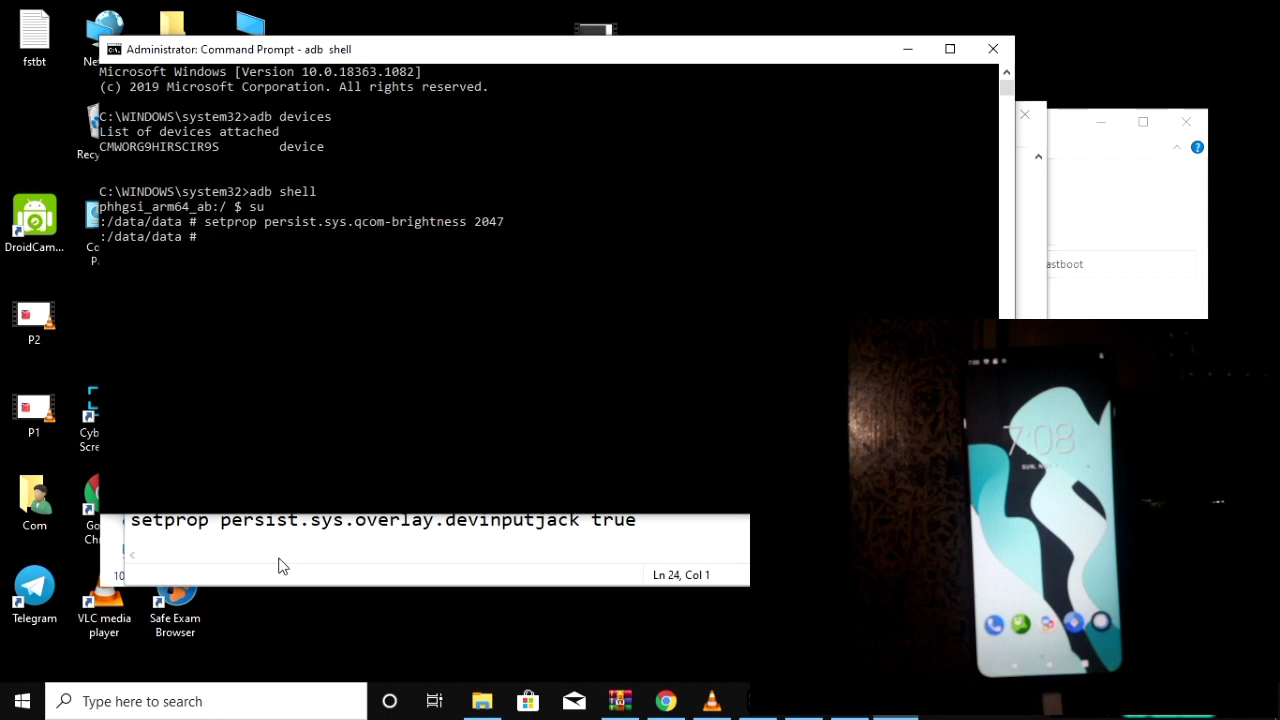 fstbt
Administrator: Command Prompt - adb shell
Microsoft Windows [Version 10.0.18363.1082]
(c) 2019 Microsoft Corporation. All rights reserved.
C:\WINDOWS\system32>adb devices
List of devices attached
CMWORG9HIRSCIR9S device
C:\WINDOWS\system32>adb shell
phhgsi_arm64_ab:/ $ su
:/data/data # setprop persist.sys.qcom-brightness 2047
:/data/data #
DroidCam...
P2
P1
Com
Telegram
VLC media
player
Safe Exam
Browser
astboot
setprop persist.sys.overlay.devinputjack true
Ln 24, Col 1
7:08
Type here to search